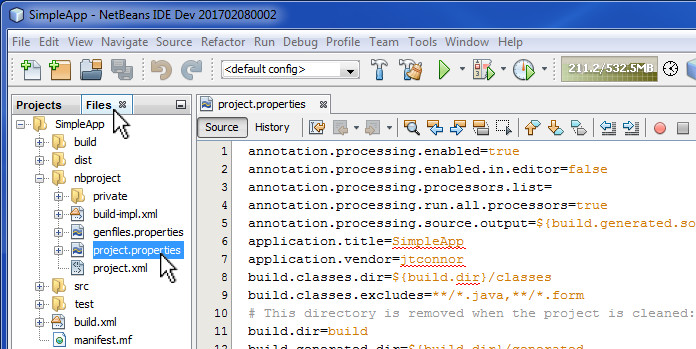 SimpleApp - NetBeans IDE Dev 201702080002
File Edit View Navigate Source Refactor Run Debug Profile Team Tools Window Help
<default config>
211.2/532.5MB
Projects Files
SimpleApp
build
dist
nbproject
private
build-impl.xml
genfiles.properties
project.properties
project.xml
src
test
build.xml
manifest.mf
project.properties
Source History
1 annotation.processing.enabled=true
2 annotation.processing.enabled.in.editor=false
3 annotation.processing.processors.list=
4 annotation.processing.run.all.processors=true
5 annotation.processing.source.output=${build.generated.so
6 application.title=SimpleApp
7 application.vendor=jtconnor
8 build.classes.dir=${build.dir}/classes
9 build.classes.excludes=**/*.java,**/*.form
10 # This directory is removed when the project is cleaned:
11 build.dir=build
12 build.generated.dir=${build.dir}/generated